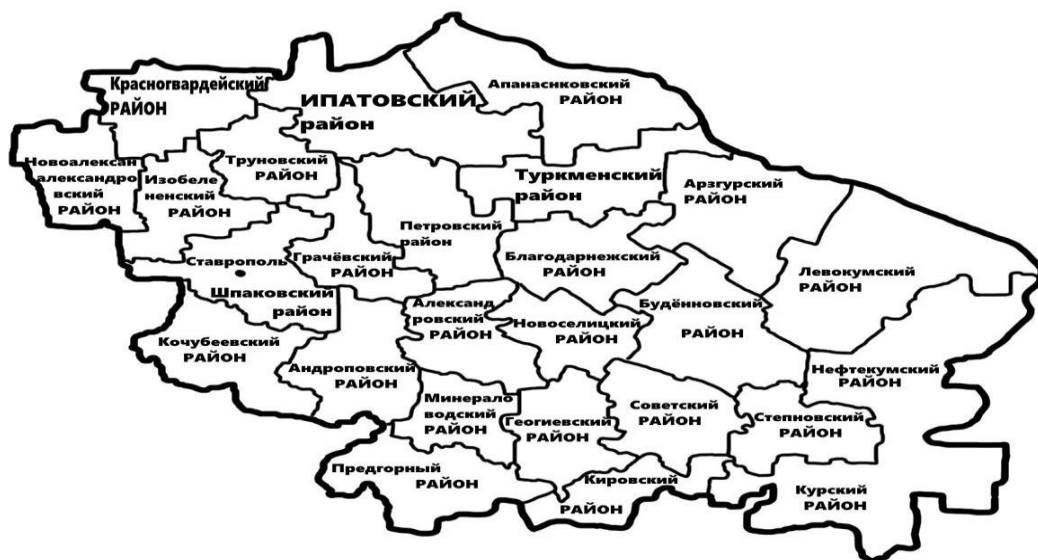 Красногвардейский
РАЙОН
ИПАТОВСКИЙ
район
Апанасиковский
РАЙОН
Новоалексан
александро
вский
РАЙОН
Изобеле
ненский
РАЙОН
Труновский
РАЙОН
Туркменский
район
Арзгурский
РАЙОН
Петровский
район
Ставрополь
Грачёвский
РАЙОН
Благодарнежский
РАЙОН
Левокумский
РАЙОН
Шпаковский
район
Александ
ровский
РАЙОН
Новоселицкий
РАЙОН
Будённовский
РАЙОН
Кочубеевский
РАЙОН
Андроповский
РАЙОН
Нефтекумский
РАЙОН
Минерало
водский
РАЙОН
Геогиевский
РАЙОН
Советский
РАЙОН
Степновский
РАЙОН
Предгорный
РАЙОН
Кировский
РАЙОН
Курский
РАЙОН